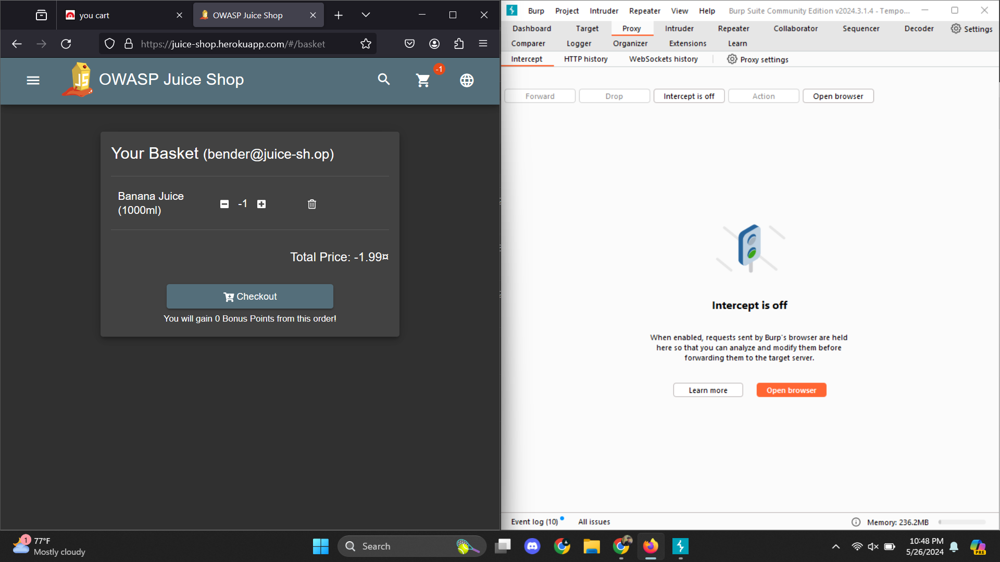 you cart
OWASP Juice Shop
https://juice-shop.herokuapp.com/#/basket
JS
OWASP Juice Shop
-1
Your Basket (bender@juice-sh.op)
Banana Juice
(1000ml)
-1
Total Price: -1.99¤
Checkout
You will gain 0 Bonus Points from this order!
Burp Project Intruder Repeater View Help Burp Suite Community Edition v2024.3.1.4 - Tempo...
Dashboard Target Proxy Intruder Repeater Collaborator Sequencer Decoder Settings
Comparer Logger Organizer Extensions Learn
Intercept HTTP history WebSockets history Proxy settings
Forward Drop Intercept is off Action Open browser
Intercept is off
When enabled, requests sent by Burp's browser are held
here so that you can analyze and modify them before
forwarding them to the target server.
Learn more Open browser
Event log (10) All issues Memory: 236.2MB
1
77°F
Mostly cloudy
Search
10:48 PM
5/26/2024
PRE